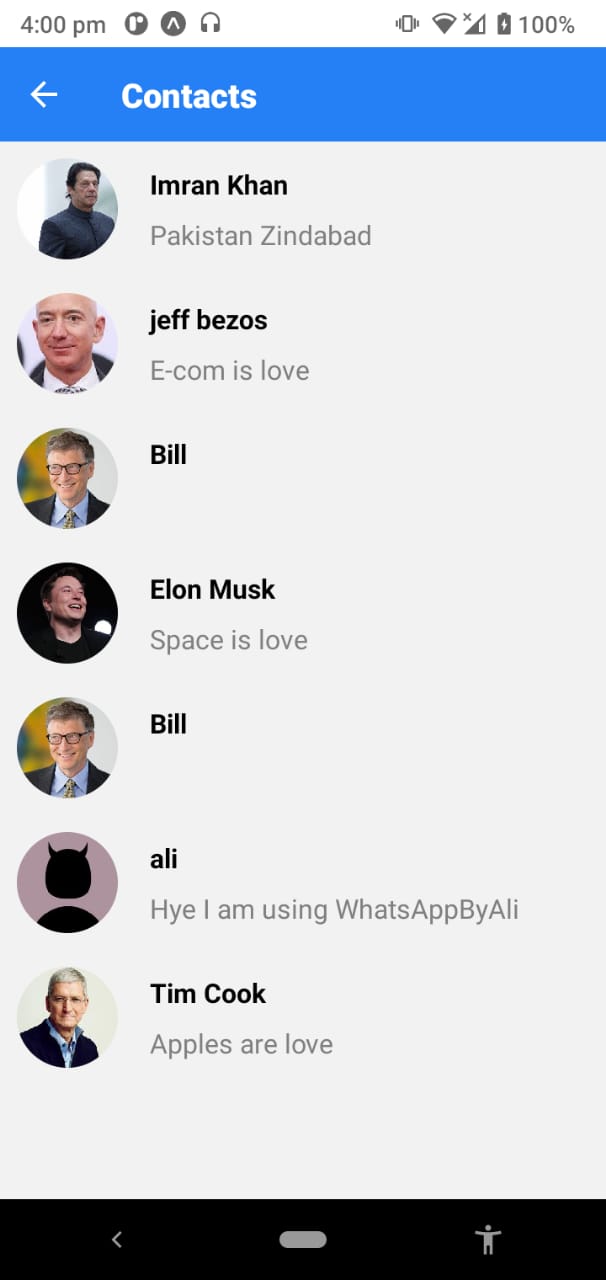 4:00 pm 100%
Contacts
Imran Khan
Pakistan Zindabad
jeff bezos
E-com is love
Bill
Elon Musk
Space is love
Bill
ali
Hye I am using WhatsAppByAli
Tim Cook
Apples are love